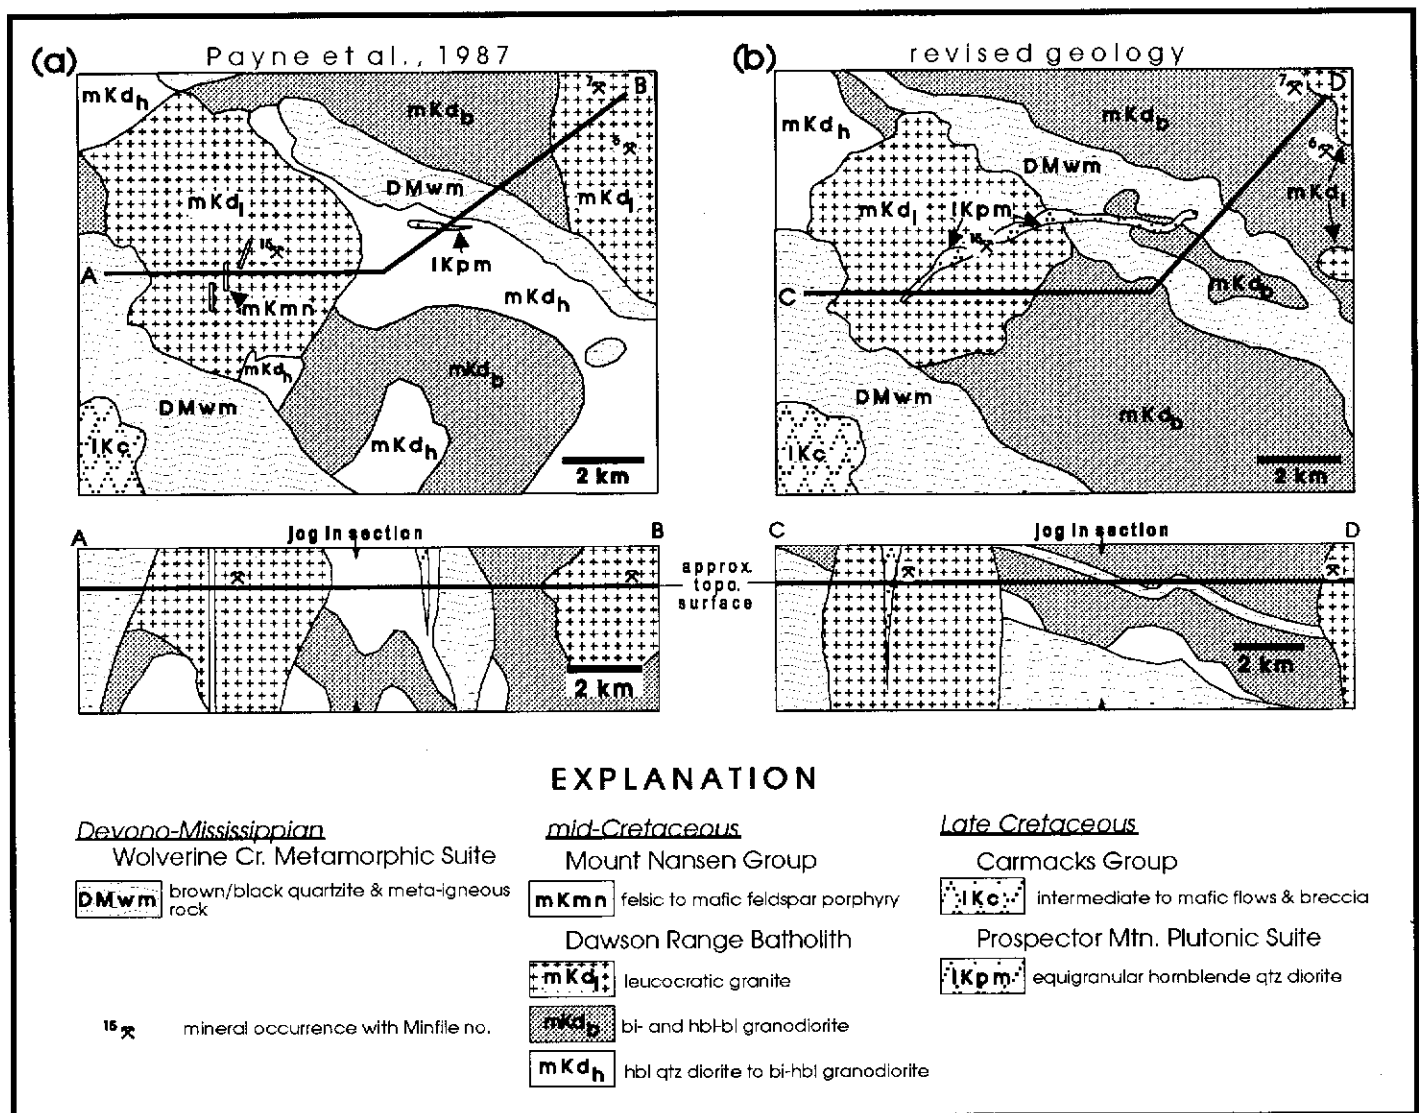 (a) Payne et al., 1987
mKdh
mKdb
7
B
6
DMwm
mKdl
mKdl
15
lKpm
A
mKmn
mKdh
mKdh
mKdb
DMwm
lKc
mKdh
2 km
(b) revised geology
7
D
mKdb
mKdh
DMwm
6
mKdl
mKdl
lKpm
15
C
mKdb
DMwm
mKdb
lKc
2 km
A
Jog in section
B
2 km
approx.
topo.
surface
C
Jog in section
D
2 km
EXPLANATION
Devono-Mississippian
Wolverine Cr. Metamorphic Suite
DMwm brown/black quartzite & meta-igneous
rock
15 mineral occurrence with Minfile no.
mid-Cretaceous
Mount Nansen Group
mKmn felsic to mafic feldspar porphyry
Dawson Range Batholith
mKdl leucocratic granite
mKdb bi- and hbl-bi granodiorite
mKdh hbl qtz diorite to bi-hbl granodiorite
Late Cretaceous
Carmacks Group
lKc intermediate to mafic flows & breccia
Prospector Mtn. Plutonic Suite
lKpm equigranular hornblende qtz diorite